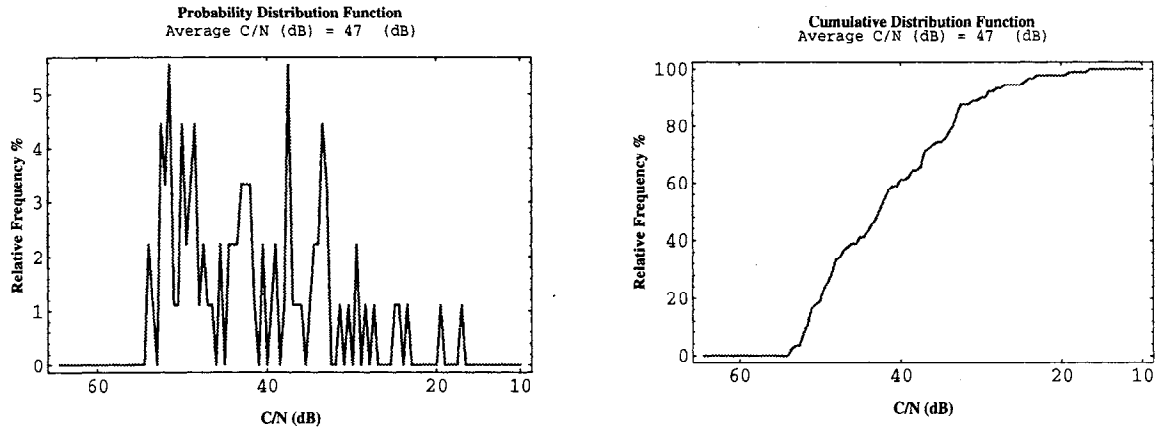 Probability Distribution Function
Average C/N (dB) = 47 (dB)
Relative Frequency %
5
4
3
2
1
0
60
40
20
10
C/N (dB)
Cumulative Distribution Function
Average C/N (dB) = 47 (dB)
Relative Frequency %
100
80
60
40
20
0
60
40
20
10
C/N (dB)